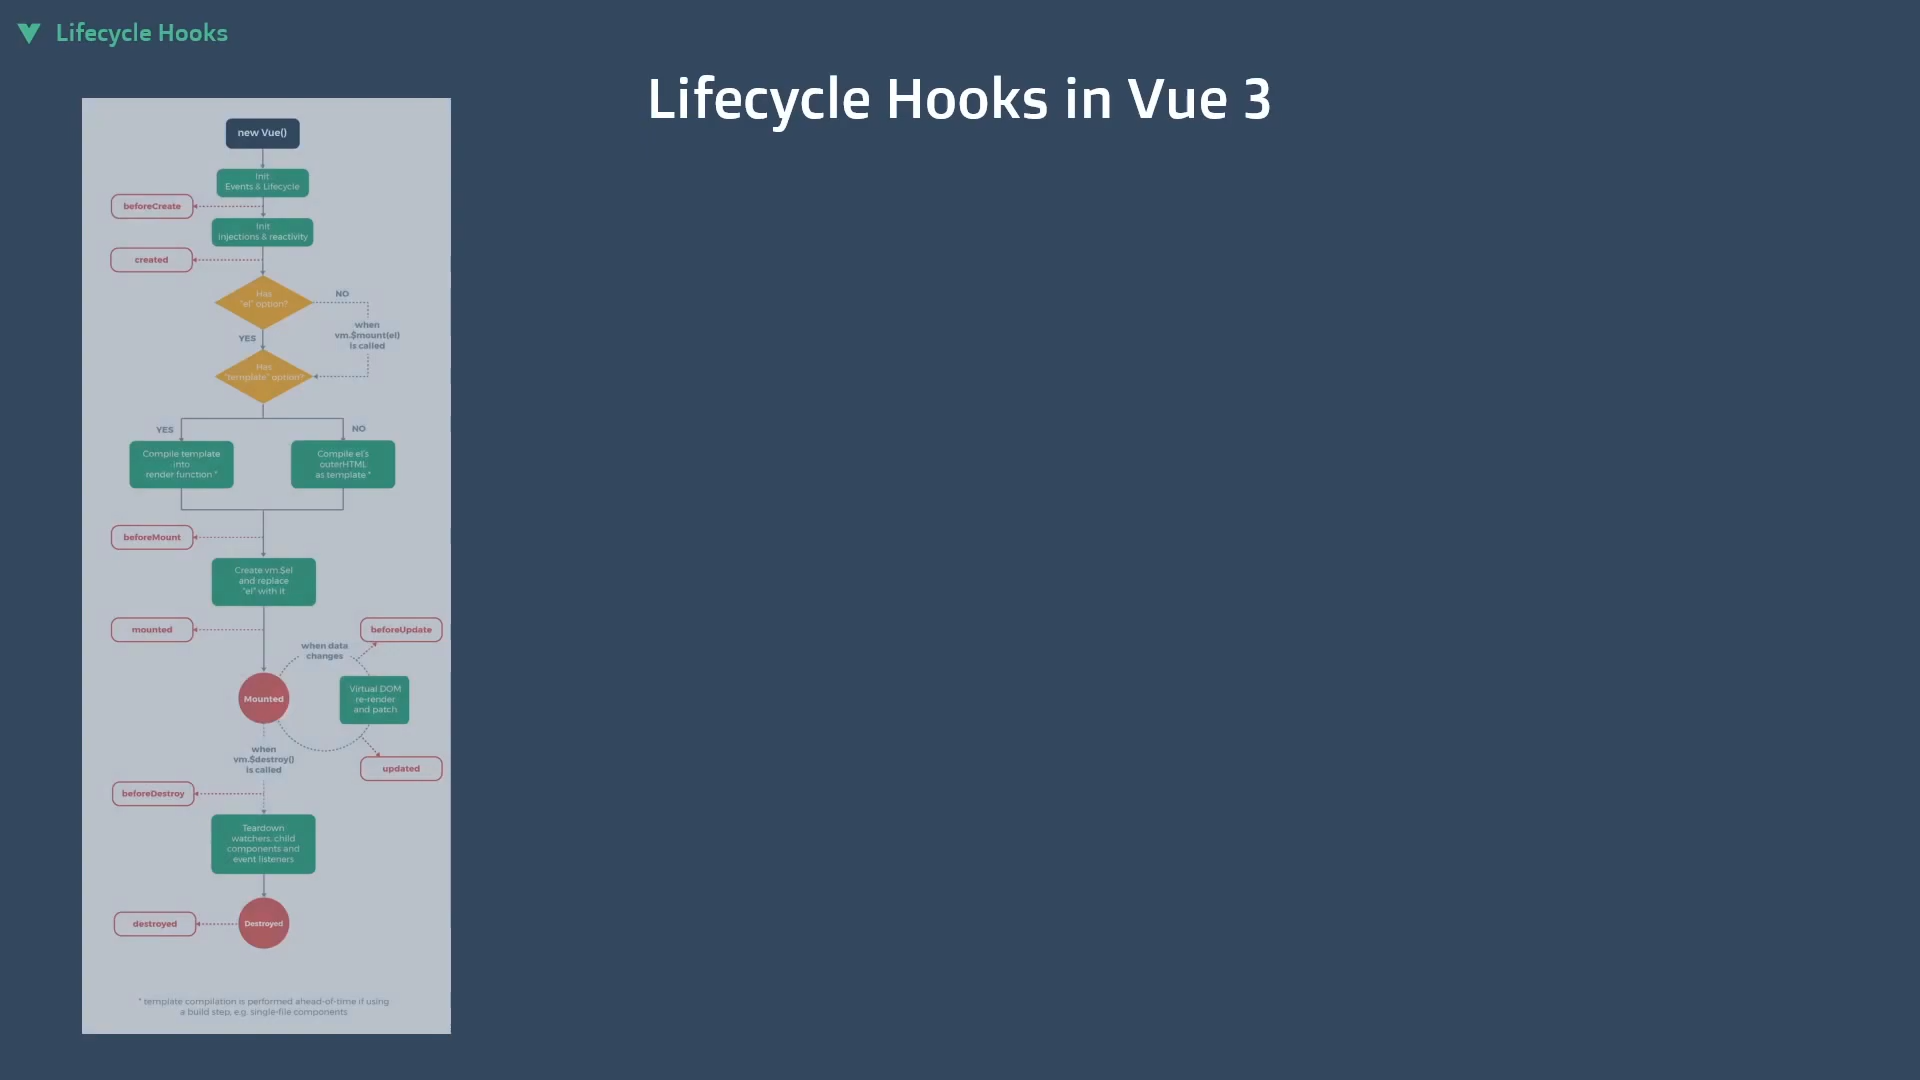 Lifecycle Hooks
Lifecycle Hooks in Vue 3
new Vue()
Init
Events & Lifecycle
beforeCreate
Init
injections & reactivity
created
Has
"el" option?
NO
when
vm.$mount(el)
is called
YES
Has
"template" option?
YES
NO
Compile template
into
render function *
Compile el's
outerHTML
as template *
beforeMount
Create vm.$el
and replace
"el" with it
mounted
beforeUpdate
when data
changes
Mounted
Virtual DOM
re-render
and patch
when
vm.$destroy()
is called
updated
beforeDestroy
Teardown
watchers, child
components and
event listeners
destroyed
Destroyed
* template compilation is performed ahead-of-time if using
a build step, e.g. single-file components